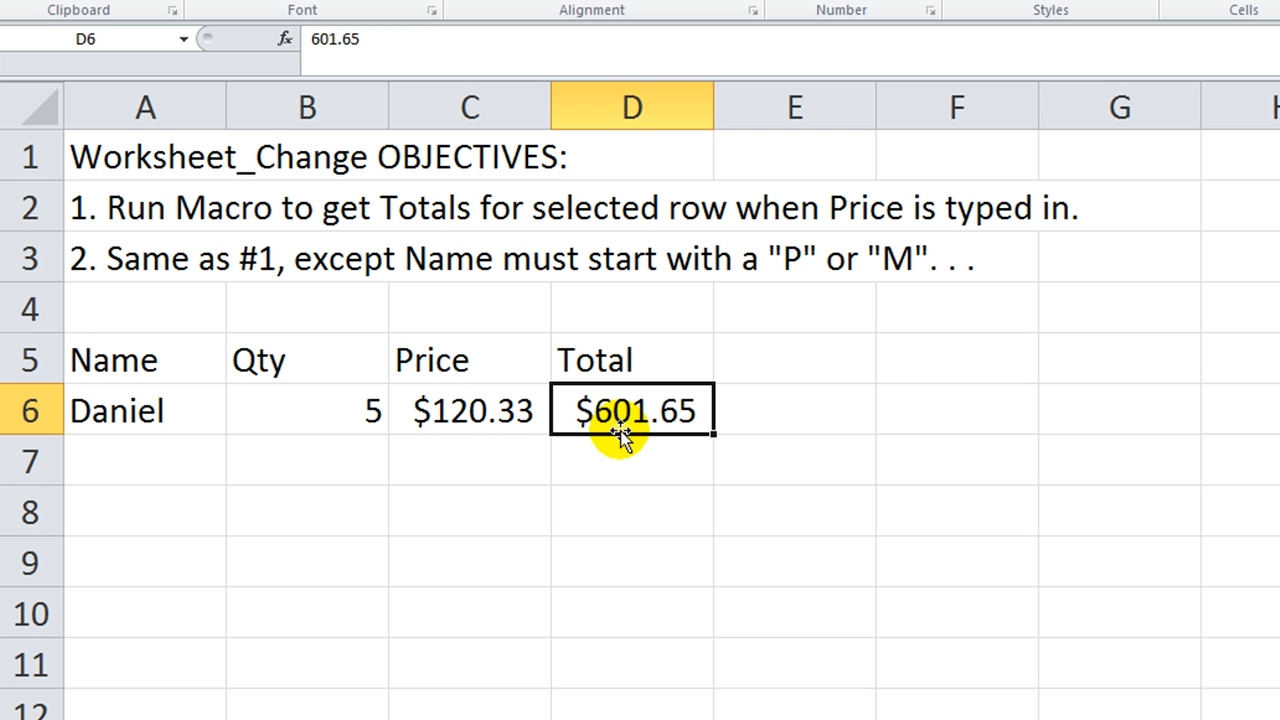 Clipboard Font Alignment Number Styles Cells
D6 fx 601.65
A B C D E F G H
1 Worksheet_Change OBJECTIVES:
2 1. Run Macro to get Totals for selected row when Price is typed in.
3 2. Same as #1, except Name must start with a "P" or "M". . .
4
5 Name Qty Price Total
6 Daniel 5 $120.33 $601.65
7
8
9
10
11
12